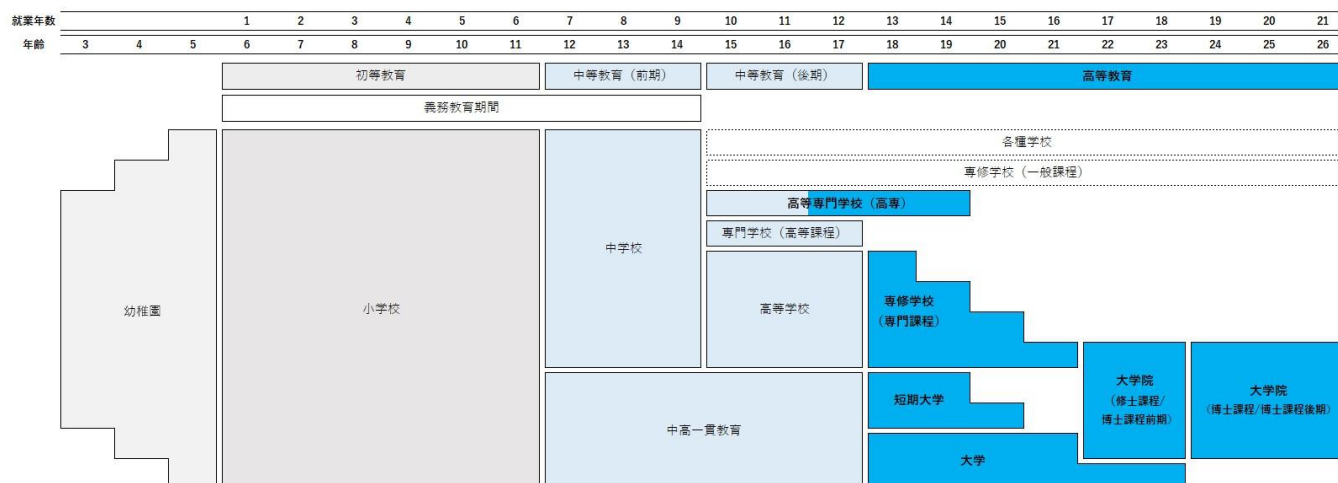 就業年数 1 2 3 4 5 6 7 8 9 10 11 12 13 14 15 16 17 18 19 20 21
年齢 3 4 5 6 7 8 9 10 11 12 13 14 15 16 17 18 19 20 21 22 23 24 25 26
初等教育 中等教育（前期） 中等教育（後期） 高等教育
義務教育期間
各種学校
専修学校（一般課程）
高等専門学校（高専）
専門学校（高等課程）
幼稚園
小学校
中学校
高等学校
専修学校
（専門課程）
中高一貫教育
短期大学
大学
大学院
（修士課程/
博士課程前期）
大学院
（博士課程/博士課程後期）